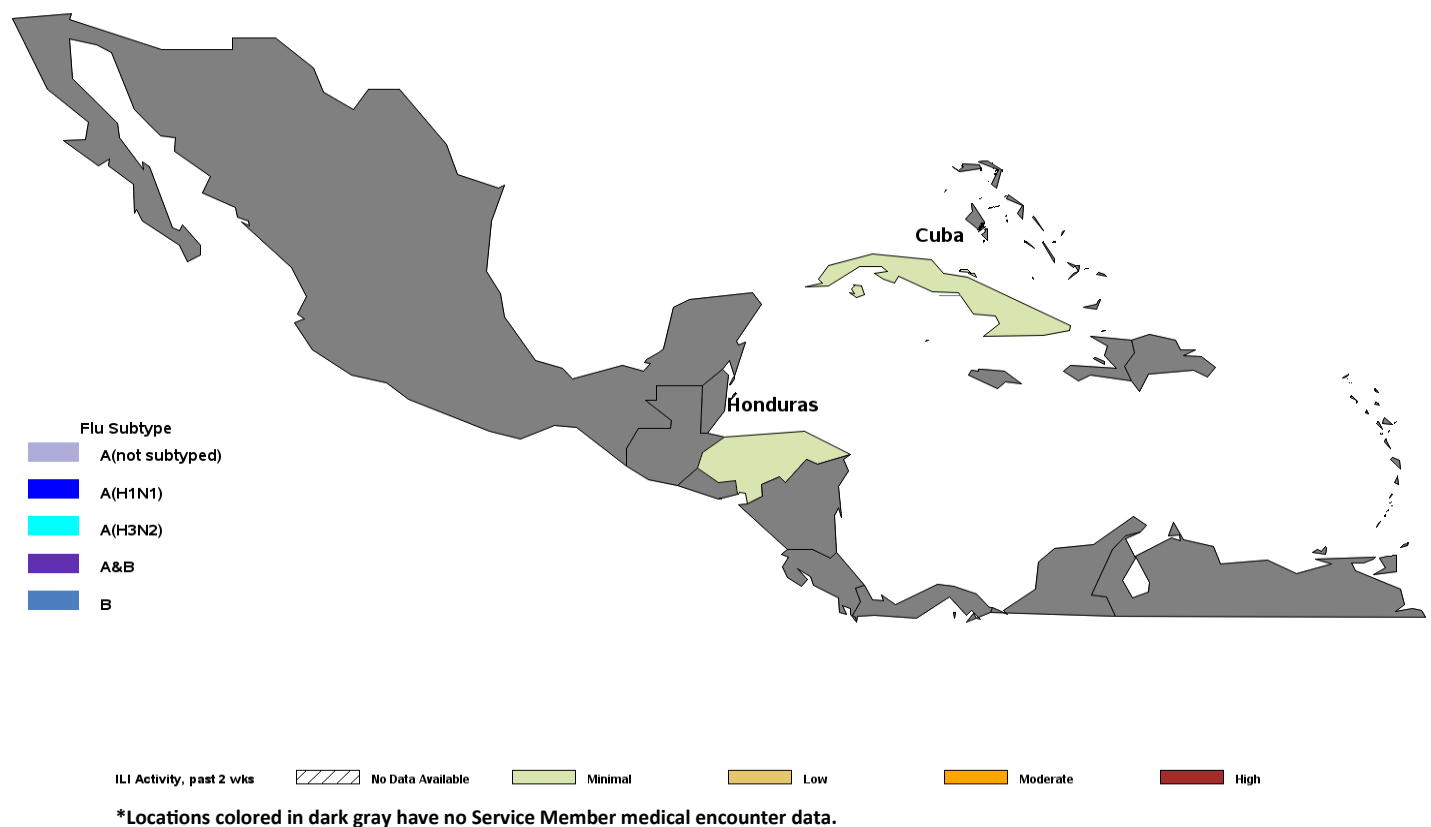 Cuba
Honduras
Flu Subtype
A(not subtyped)
A(H1N1)
A(H3N2)
A&B
B
ILI Activity, past 2 wks No Data Available Minimal Low Moderate High
*Locations colored in dark gray have no Service Member medical encounter data.